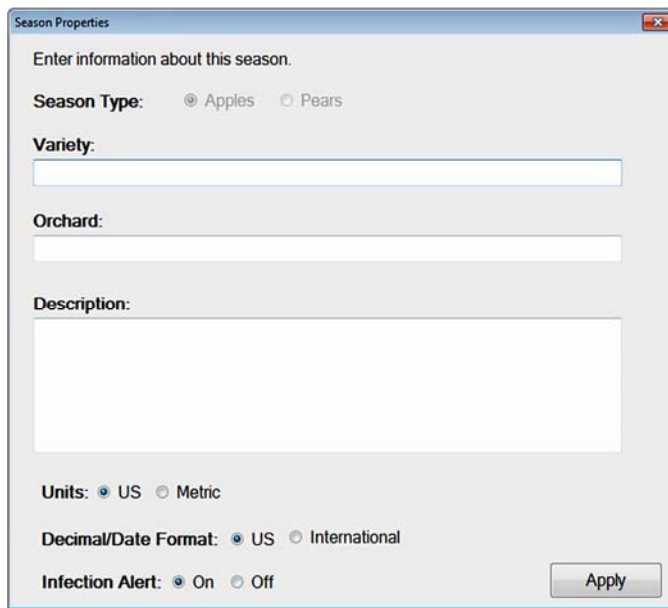 Season Properties
Enter information about this season.
Season Type: Apples Pears
Variety:
Orchard:
Description:
Units: US Metric
Decimal/Date Format: US International
Infection Alert: On Off
Apply